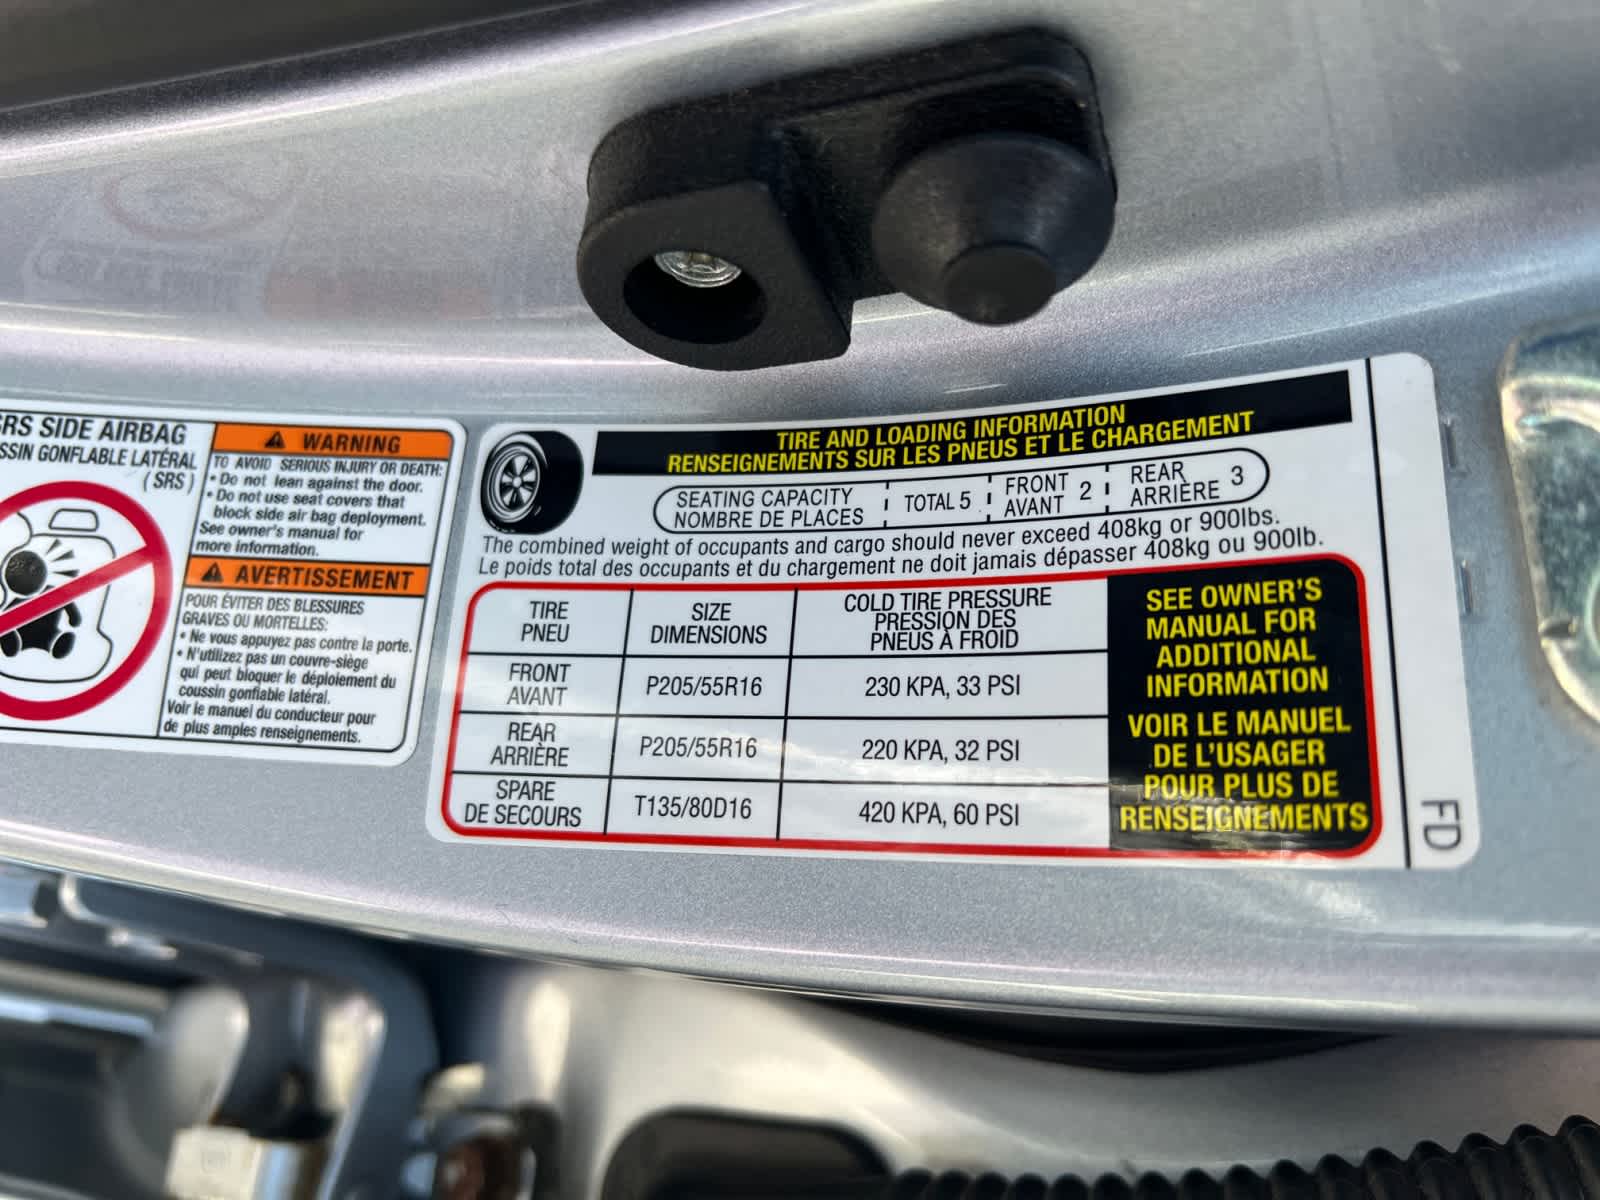 SRS SIDE AIRBAG
GONFLABLE LATÉRAL
(SRS)
WARNING
TO AVOID SERIOUS INJURY OR DEATH:
• Do not lean against the door.
• Do not use seat covers that
block side air bag deployment.
See owner's manual for
more information.
AVERTISSEMENT
POUR ÉVITER DES BLESSURES
GRAVES OU MORTELLES:
• Ne vous appuyez pas contre la porte.
• N'utilizez pas un couvre-siège
qui peut bloquer le déploiement du
coussin gonflable latéral.
Voir le manuel du conducteur pour
de plus amples renseignements.
TIRE AND LOADING INFORMATION
RENSEIGNEMENTS SUR LES PNEUS ET LE CHARGEMENT
SEATING CAPACITY
NOMBRE DE PLACES
TOTAL 5
FRONT
AVANT 2
REAR
ARRIÈRE 3
The combined weight of occupants and cargo should never exceed 408kg or 900lbs.
Le poids total des occupants et du chargement ne doit jamais dépasser 408kg ou 900lb.
TIRE
PNEU
SIZE
DIMENSIONS
COLD TIRE PRESSURE
PRESSION DES
PNEUS À FROID
FRONT
AVANT
P205/55R16
230 KPA, 33 PSI
REAR
ARRIÈRE
P205/55R16
220 KPA, 32 PSI
SPARE
DE SECOURS
T135/80D16
420 KPA, 60 PSI
SEE OWNER'S
MANUAL FOR
ADDITIONAL
INFORMATION
VOIR LE MANUEL
DE L'USAGER
POUR PLUS DE
RENSEIGNEMENTS
FD